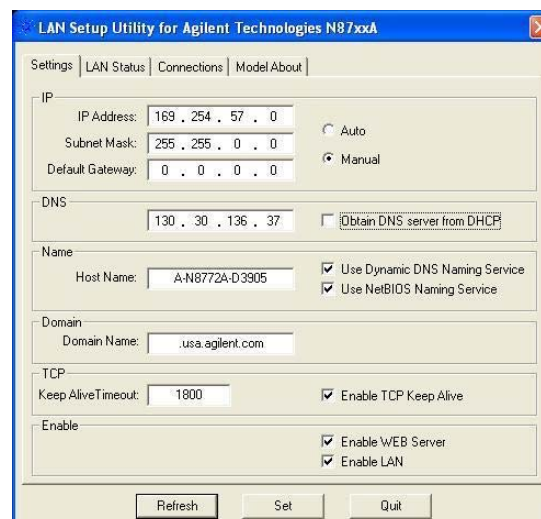 LAN Setup Utility for Agilent Technologies N87xxA
Settings LAN Status Connections Model About
IP
IP Address: 169 . 254 . 57 . 0
Auto
Subnet Mask: 255 . 255 . 0 . 0
Manual
Default Gateway: 0 . 0 . 0 . 0
DNS
130 . 30 . 136 . 37 Obtain DNS server from DHCP
Name
Host Name: A-N8772A-D3905
Use Dynamic DNS Naming Service
Use NetBIOS Naming Service
Domain
Domain Name: .usa.agilent.com
TCP
Keep AliveTimeout: 1800 Enable TCP Keep Alive
Enable
Enable WEB Server
Enable LAN
Refresh Set Quit